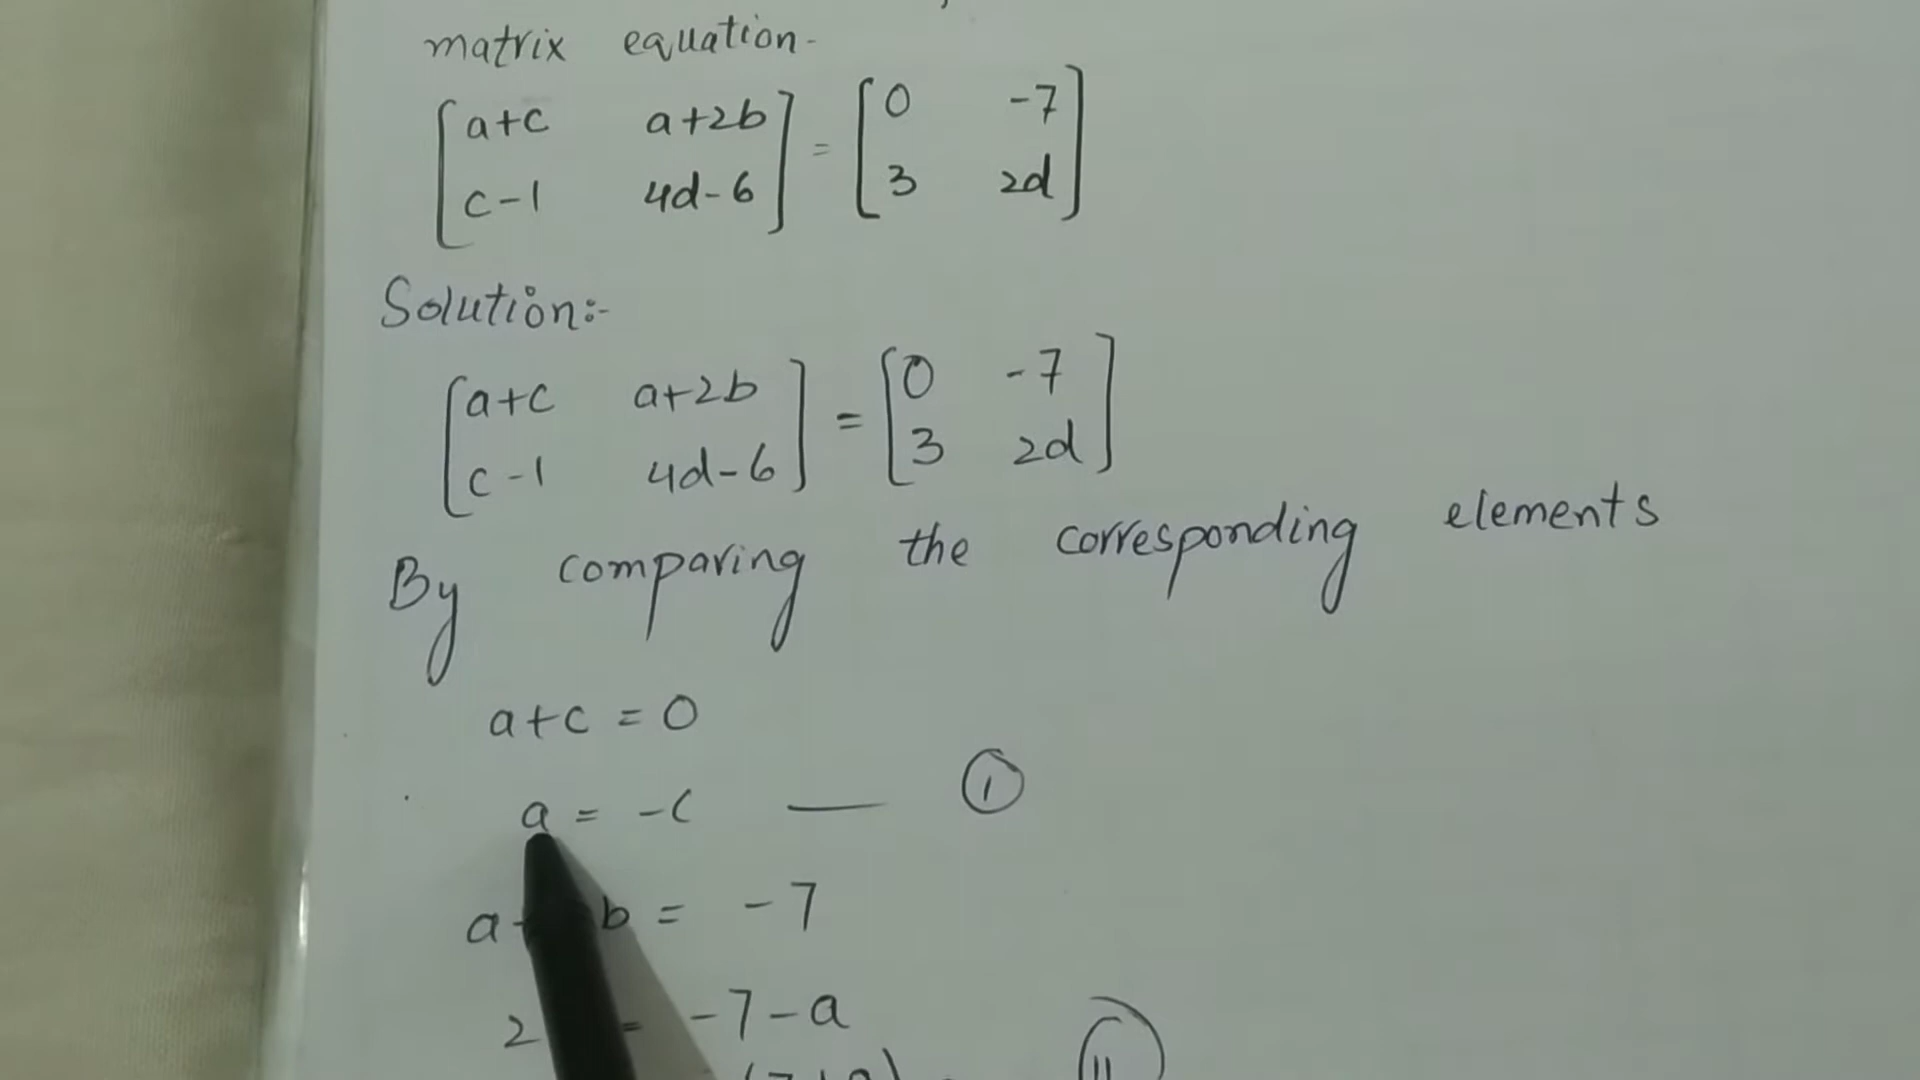 matrix equation-
[a+c a+2b] = [0 -7]
[c-1 4d-6] [3 2d]
Solution:-
[a+c a+2b] = [0 -7]
[c-1 4d-6] [3 2d]
By comparing the corresponding elements
a+c = 0
a = -c — ①
a b = -7
2 = -7-a